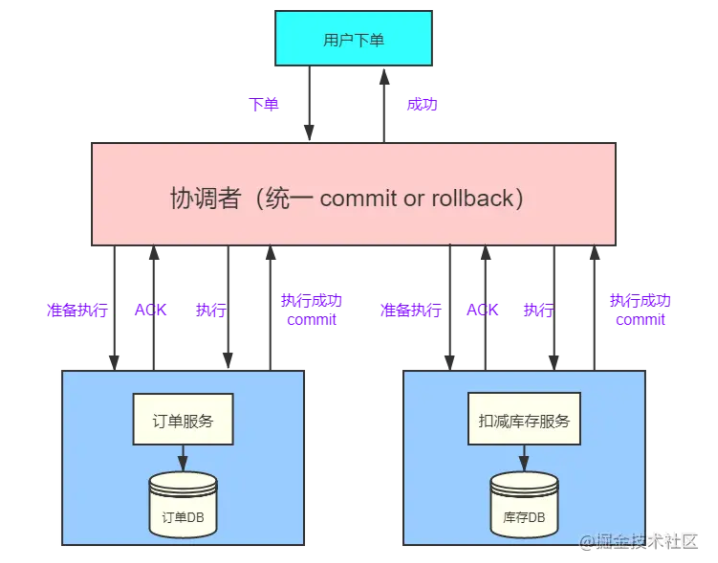 用户下单
下单
成功
协调者（统一 commit or rollback）
准备执行
ACK
执行
执行成功
commit
准备执行
ACK
执行
执行成功
commit
订单服务
扣减库存服务
订单DB
库存DB
@掘金技术社区